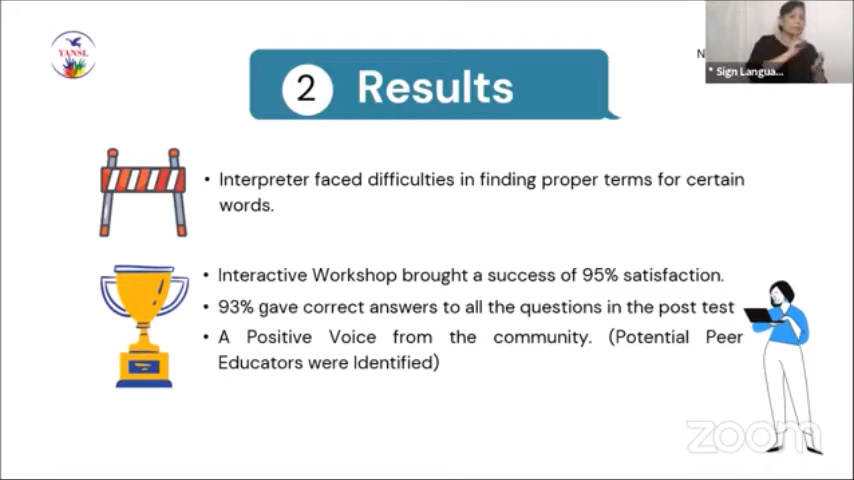 YANSL
N
* Sign Langua...
2 Results
• Interpreter faced difficulties in finding proper terms for certain
words.
• Interactive Workshop brought a success of 95% satisfaction.
• 93% gave correct answers to all the questions in the post test
• A Positive Voice from the community. (Potential Peer
Educators were Identified)
zoom